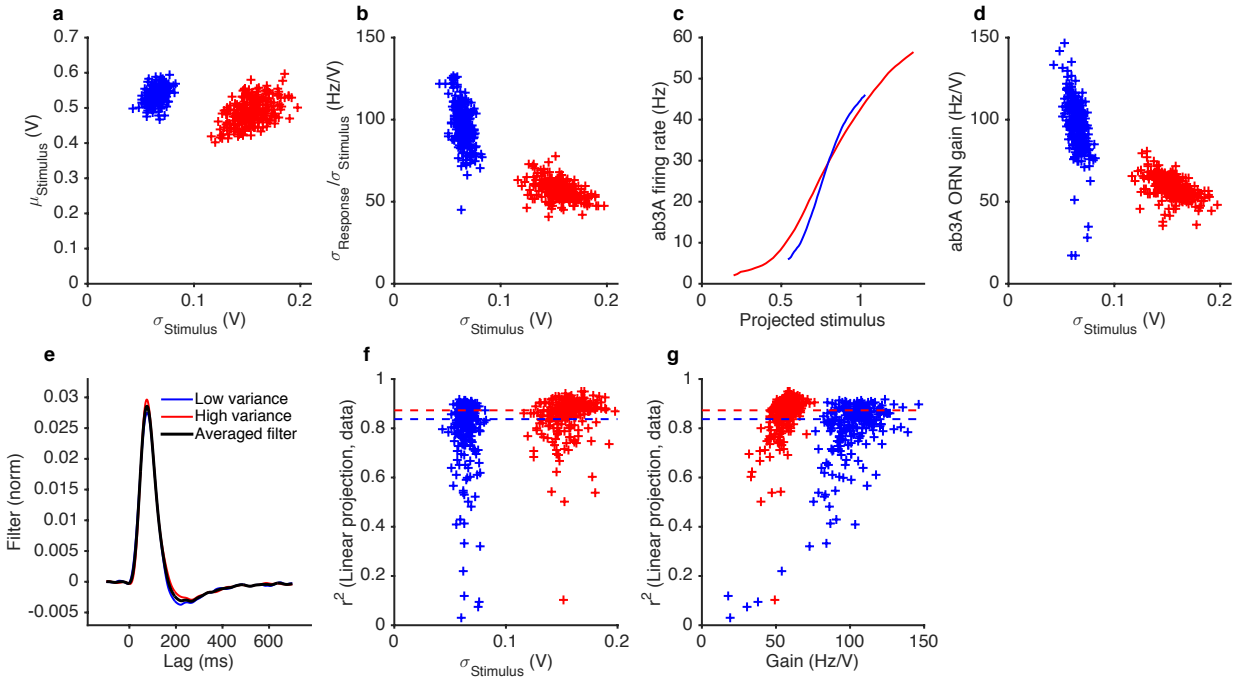 a
0.7
0.6
0.5
0.4
0.3
0.2
0.1
0
μStimulus (V)
0
0.1
0.2
σStimulus (V)
b
150
100
50
0
σResponse/σStimulus (Hz/V)
0
0.1
0.2
σStimulus (V)
c
60
50
40
30
20
10
0
ab3A firing rate (Hz)
0
0.5
1
Projected stimulus
d
150
100
50
0
ab3A ORN gain (Hz/V)
0
0.1
0.2
σStimulus (V)
e
0.03
0.02
0.01
0
-0.005
Filter (norm)
Low variance
High variance
Averaged filter
0
200
400
600
Lag (ms)
f
1
0.8
0.6
0.4
0.2
0
r² (Linear projection, data)
0
0.1
0.2
σStimulus (V)
g
1
0.8
0.6
0.4
0.2
0
r² (Linear projection, data)
0
50
100
150
Gain (Hz/V)